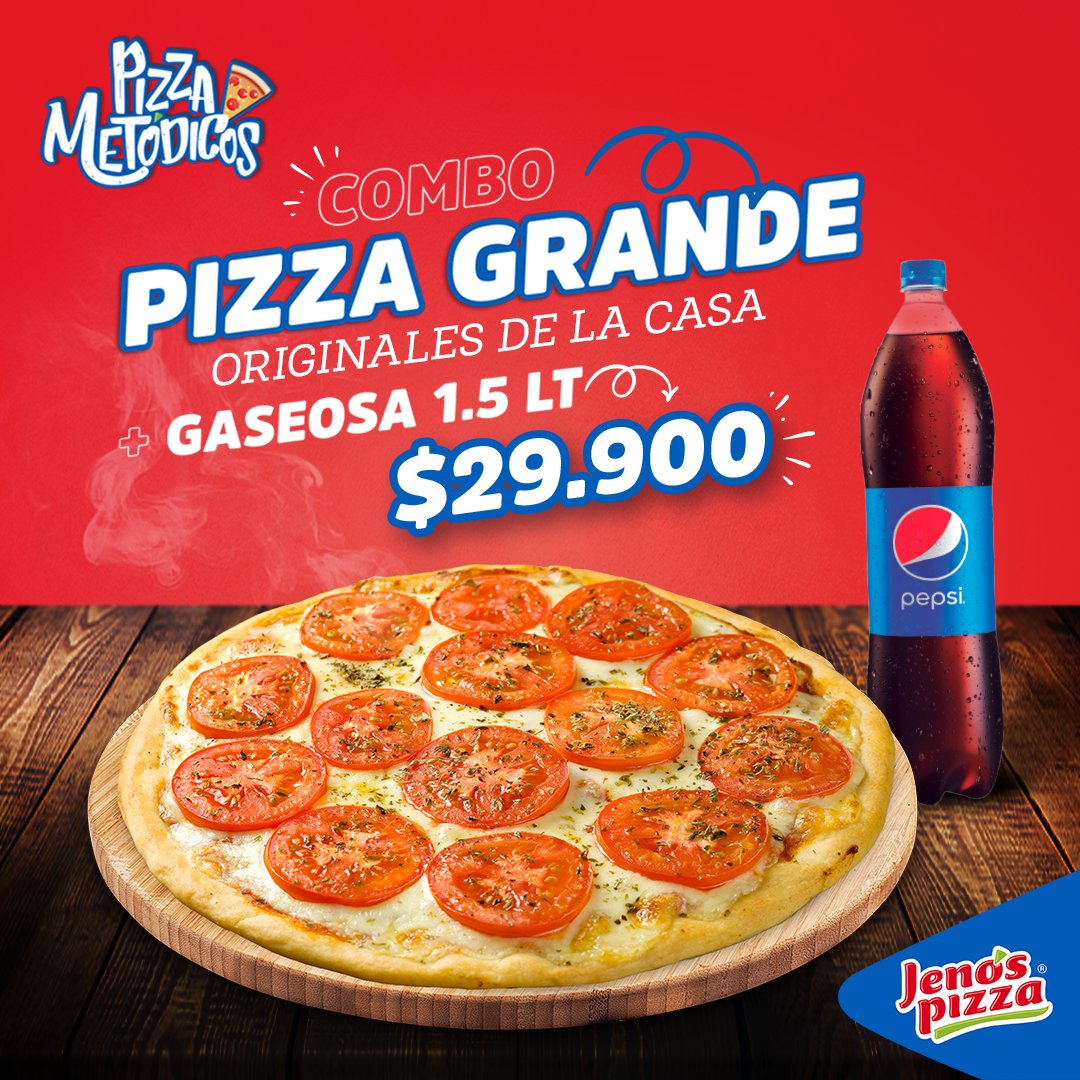 PIZZA
METÓDICOS
COMBO
PIZZA GRANDE
ORIGINALES DE LA CASA
+ GASEOSA 1.5 LT
$29.900
pepsi.
Jeno's
pizza ®